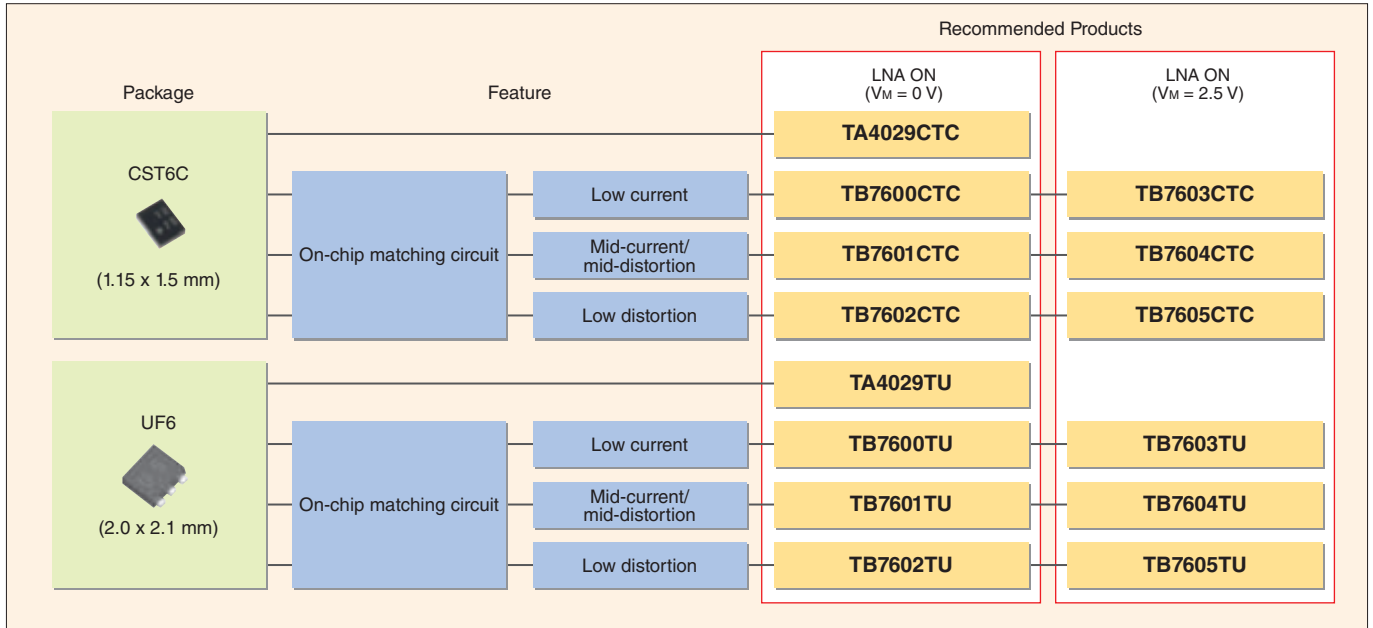 Recommended Products
Package
Feature
LNA ON
(VM = 0 V)
LNA ON
(VM = 2.5 V)
CST6C
(1.15 x 1.5 mm)
TA4029CTC
On-chip matching circuit
Low current
TB7600CTC
TB7603CTC
Mid-current/
mid-distortion
TB7601CTC
TB7604CTC
Low distortion
TB7602CTC
TB7605CTC
UF6
(2.0 x 2.1 mm)
TA4029TU
On-chip matching circuit
Low current
TB7600TU
TB7603TU
Mid-current/
mid-distortion
TB7601TU
TB7604TU
Low distortion
TB7602TU
TB7605TU